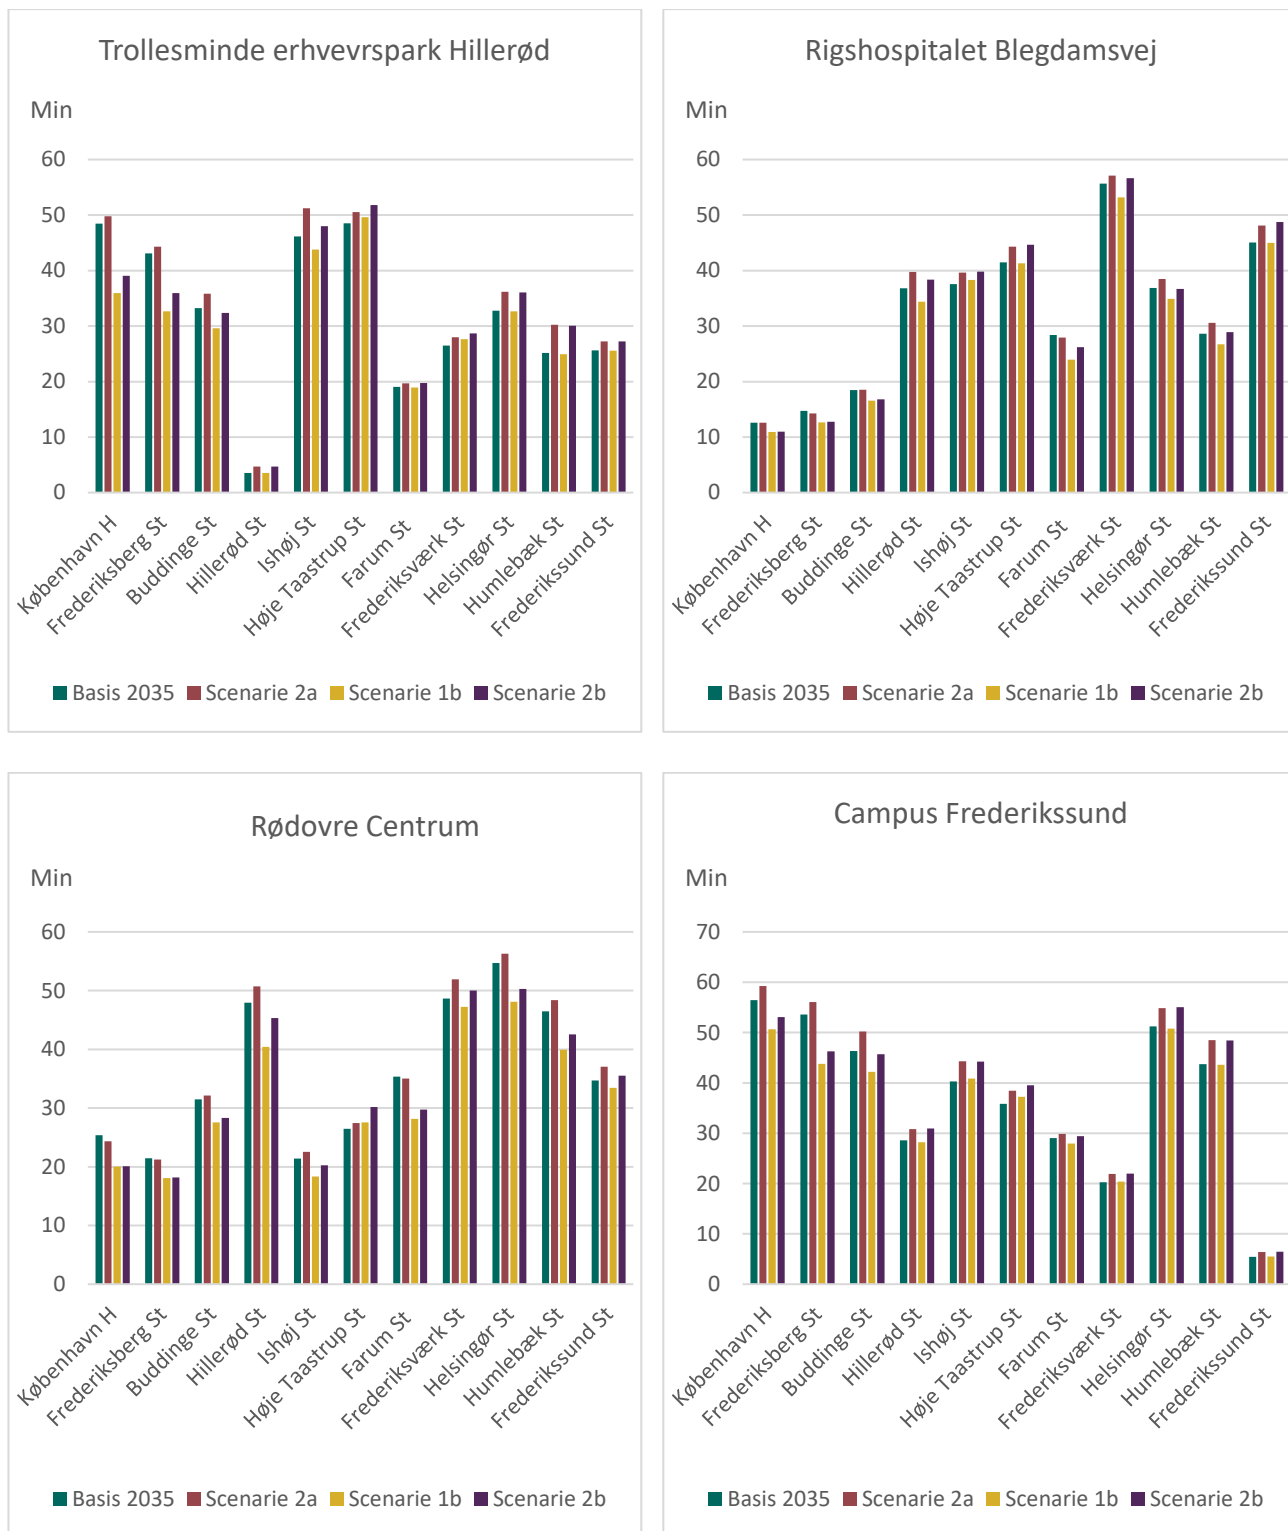 Trollesminde erhvevrspark Hillerød
Min
60
50
40
30
20
10
0
København H
Frederiksberg St
Buddinge St
Hillerød St
Ishøj St
Høje Taastrup St
Farum St
Frederiksværk St
Helsingør St
Humlebæk St
Frederikssund St
Basis 2035 Scenarie 2a Scenarie 1b Scenarie 2b
Rigshospitalet Blegdamsvej
Min
60
50
40
30
20
10
0
København H
Frederiksberg St
Buddinge St
Hillerød St
Ishøj St
Høje Taastrup St
Farum St
Frederiksværk St
Helsingør St
Humlebæk St
Frederikssund St
Basis 2035 Scenarie 2a Scenarie 1b Scenarie 2b
Rødovre Centrum
Min
60
50
40
30
20
10
0
København H
Frederiksberg St
Buddinge St
Hillerød St
Ishøj St
Høje Taastrup St
Farum St
Frederiksværk St
Helsingør St
Humlebæk St
Frederikssund St
Basis 2035 Scenarie 2a Scenarie 1b Scenarie 2b
Campus Frederikssund
Min
70
60
50
40
30
20
10
0
København H
Frederiksberg St
Buddinge St
Hillerød St
Ishøj St
Høje Taastrup St
Farum St
Frederiksværk St
Helsingør St
Humlebæk St
Frederikssund St
Basis 2035 Scenarie 2a Scenarie 1b Scenarie 2b